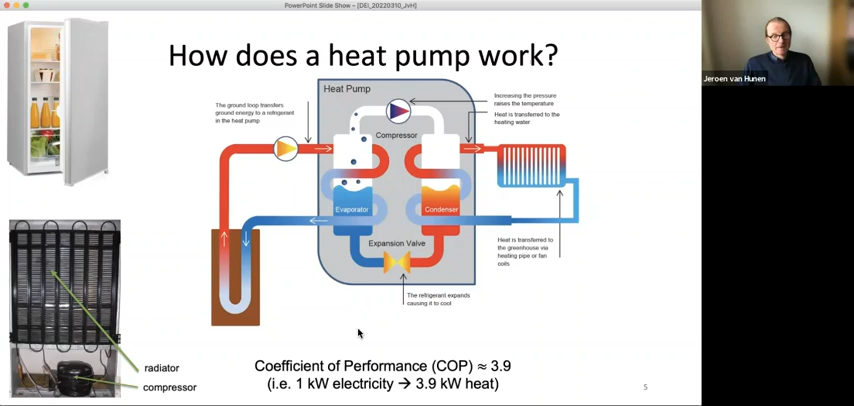 PowerPoint Slide Show – [DEI_20220310_JvH]
Jeroen van Hunen
How does a heat pump work?
Heat Pump
The ground loop transfers
ground energy to a refrigerant
in the heat pump
Increasing the pressure
raises the temperature
Heat is transferred to the
heating water
Compressor
Evaporator
Condenser
Expansion Valve
Heat is transferred to
the greenhouse via
heating pipe or fan
coils
The refrigerant expands
causing it to cool
radiator
compressor
Coefficient of Performance (COP) ≈ 3.9
(i.e. 1 kW electricity → 3.9 kW heat)
5